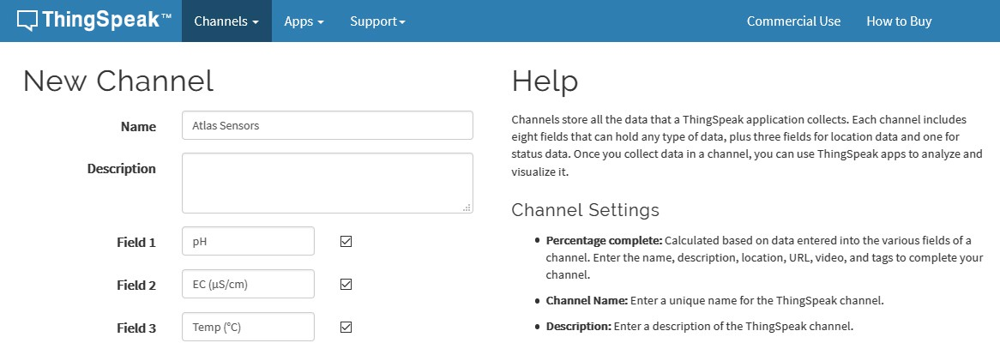 ThingSpeak™ Channels Apps Support Commercial Use How to Buy
New Channel
Name Atlas Sensors
Description
Field 1 pH
Field 2 EC (µS/cm)
Field 3 Temp (°C)
Help
Channels store all the data that a ThingSpeak application collects. Each channel includes
eight fields that can hold any type of data, plus three fields for location data and one for
status data. Once you collect data in a channel, you can use ThingSpeak apps to analyze and
visualize it.
Channel Settings
• Percentage complete: Calculated based on data entered into the various fields of a
channel. Enter the name, description, location, URL, video, and tags to complete your
channel.
• Channel Name: Enter a unique name for the ThingSpeak channel.
• Description: Enter a description of the ThingSpeak channel.